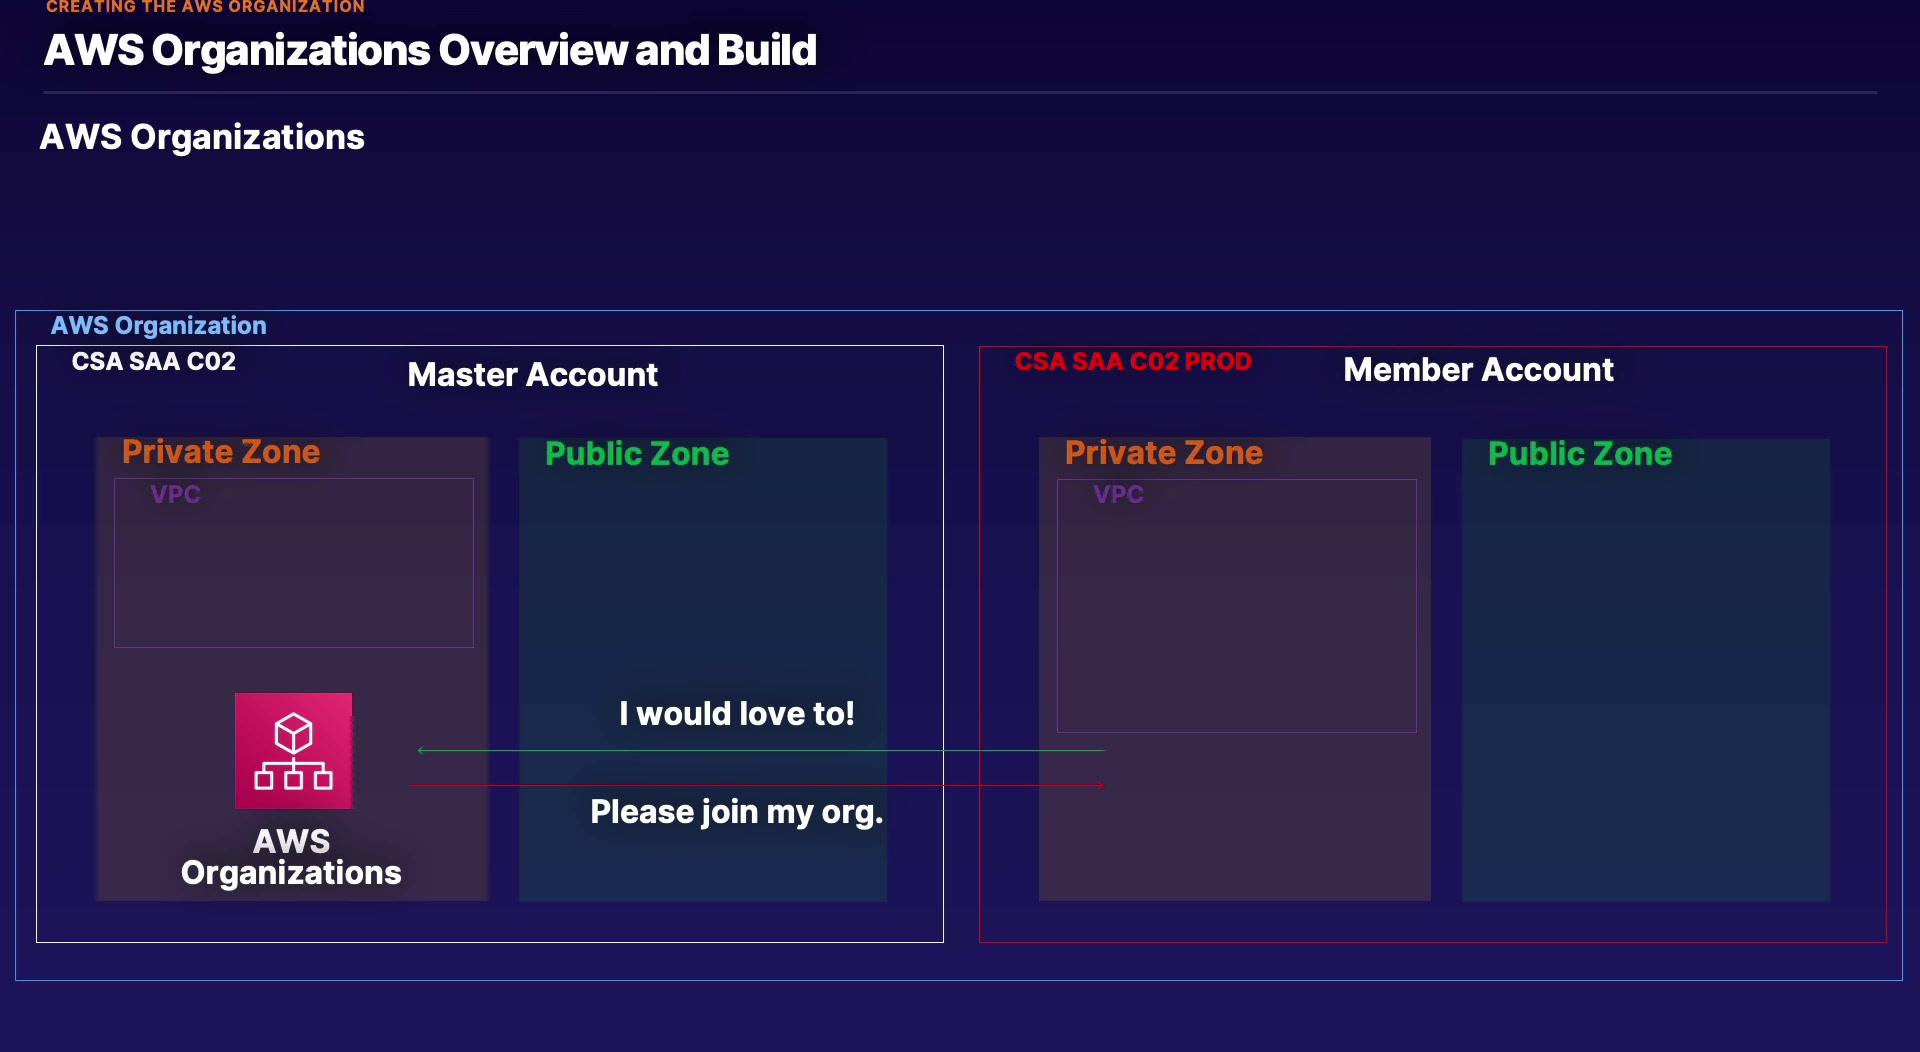 CREATING THE AWS ORGANIZATION
AWS Organizations Overview and Build
AWS Organizations
AWS Organization
CSA SAA C02
Master Account
Private Zone
VPC
Public Zone
I would love to!
Please join my org.
AWS
Organizations
CSA SAA C02 PROD
Member Account
Private Zone
VPC
Public Zone